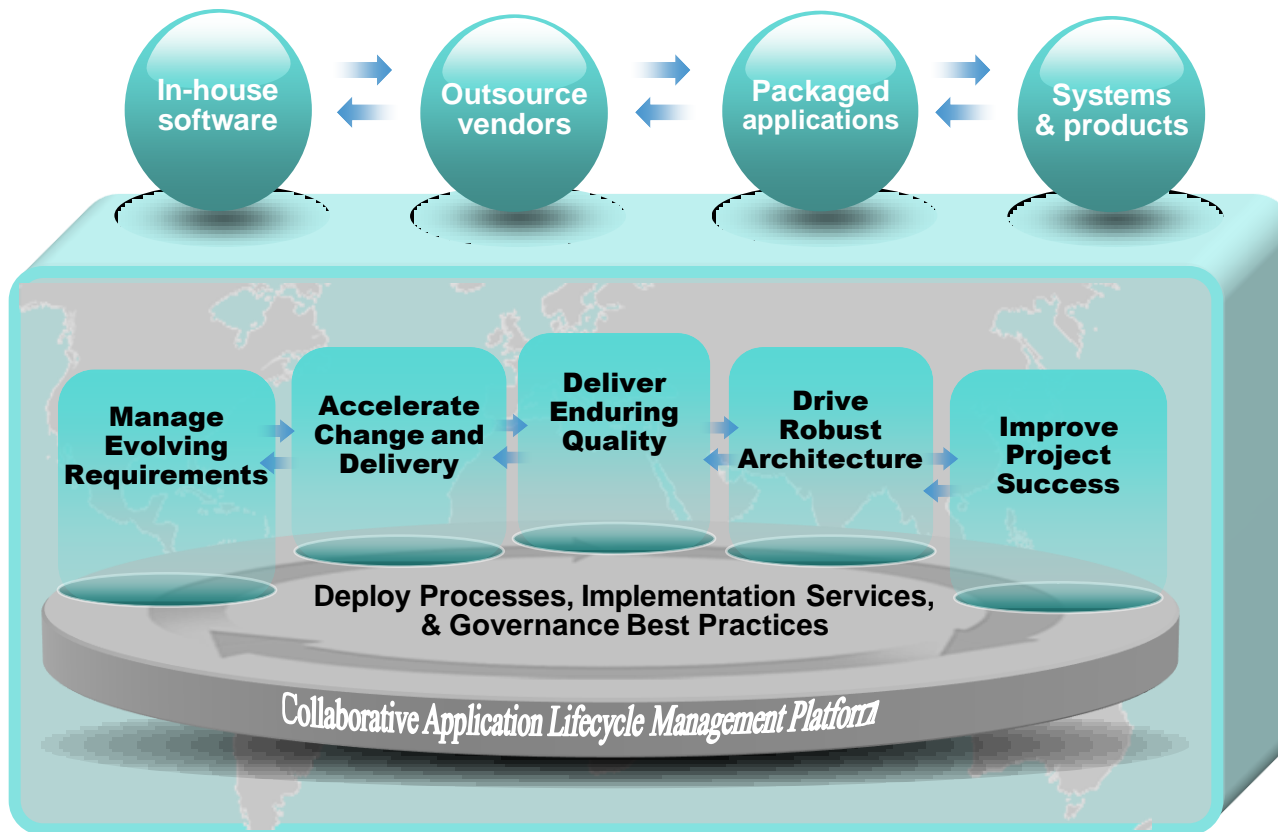 In-house
software
Outsource
vendors
Packaged
applications
Systems
& products
Manage
Evolving
Requirements
Accelerate
Change and
Delivery
Deliver
Enduring
Quality
Drive
Robust
Architecture
Improve
Project
Success
Deploy Processes, Implementation Services,
& Governance Best Practices
Collaborative Application Lifecycle Management Platform